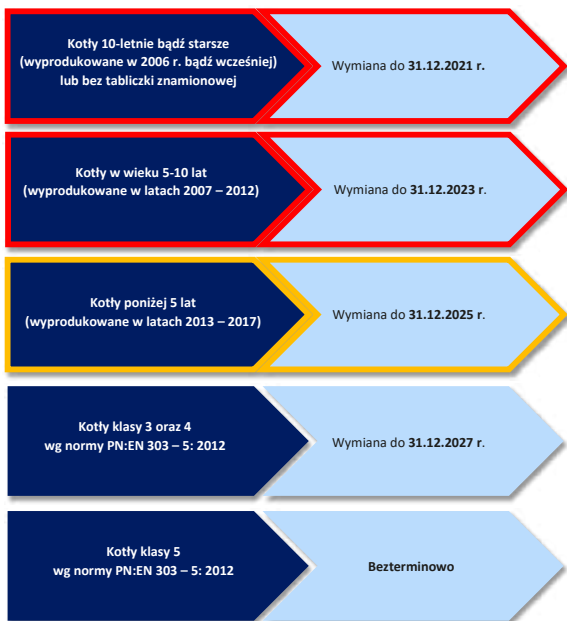 Kotły 10-letnie bądź starsze
(wyprodukowane w 2006 r. bądź wcześniej)
lub bez tabliczki znamionowej
Wymiana do 31.12.2021 r.
Kotły w wieku 5-10 lat
(wyprodukowane w latach 2007 – 2012)
Wymiana do 31.12.2023 r.
Kotły poniżej 5 lat
(wyprodukowane w latach 2013 – 2017)
Wymiana do 31.12.2025 r.
Kotły klasy 3 oraz 4
wg normy PN:EN 303 – 5: 2012
Wymiana do 31.12.2027 r.
Kotły klasy 5
wg normy PN:EN 303 – 5: 2012
Bezterminowo